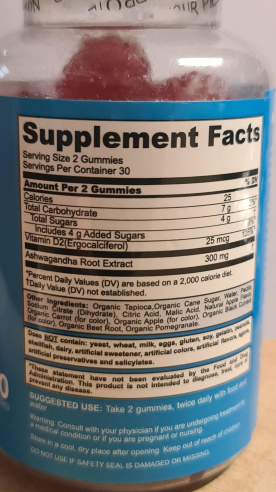 Supplement Facts
Serving Size 2 Gummies
Servings Per Container 30
Amount Per 2 Gummies % DV
Calories 25
Total Carbohydrate 7 g
Total Sugars 4 g
Includes 4 g Added Sugars
Vitamin D2(Ergocalciferol) 25 mcg
Ashwagandha Root Extract 300 mg
*Percent Daily Values (DV) are based on a 2,000 calorie diet.
†Daily Value (DV) not established.
Other Ingredients: Organic Tapioca,Organic Cane Sugar, Water, Pectin,
Sodium Citrate (Dihydrate), Citric Acid, Malic Acid, Natural Flavors,
Organic Carrot (for color), Organic Apple (for color), Organic Black
(for color), Organic Beet Root, Organic Pomegranate.
Does NOT contain: yeast, wheat, milk, eggs, gluten, soy, gelatin, peanuts,
shellfish, dairy, artificial sweetener, artificial colors, artificial flavors,
artificial preservatives and salicylates.
*These statement have not been evaluated by the Food and Drug
Administration. This product is not intended to diagnose, treat, cure
prevent any disease.
SUGGESTED USE: Take 2 gummies, twice daily with food and
water
Warning: Consult with your physician if you are undergoing treatment
a medical condition or if you are pregnant or nursing.
Store in a cool, dry place after opening. Keep out of reach of
DO NOT USE IF SAFETY SEAL IS DAMAGED OR MISSING.